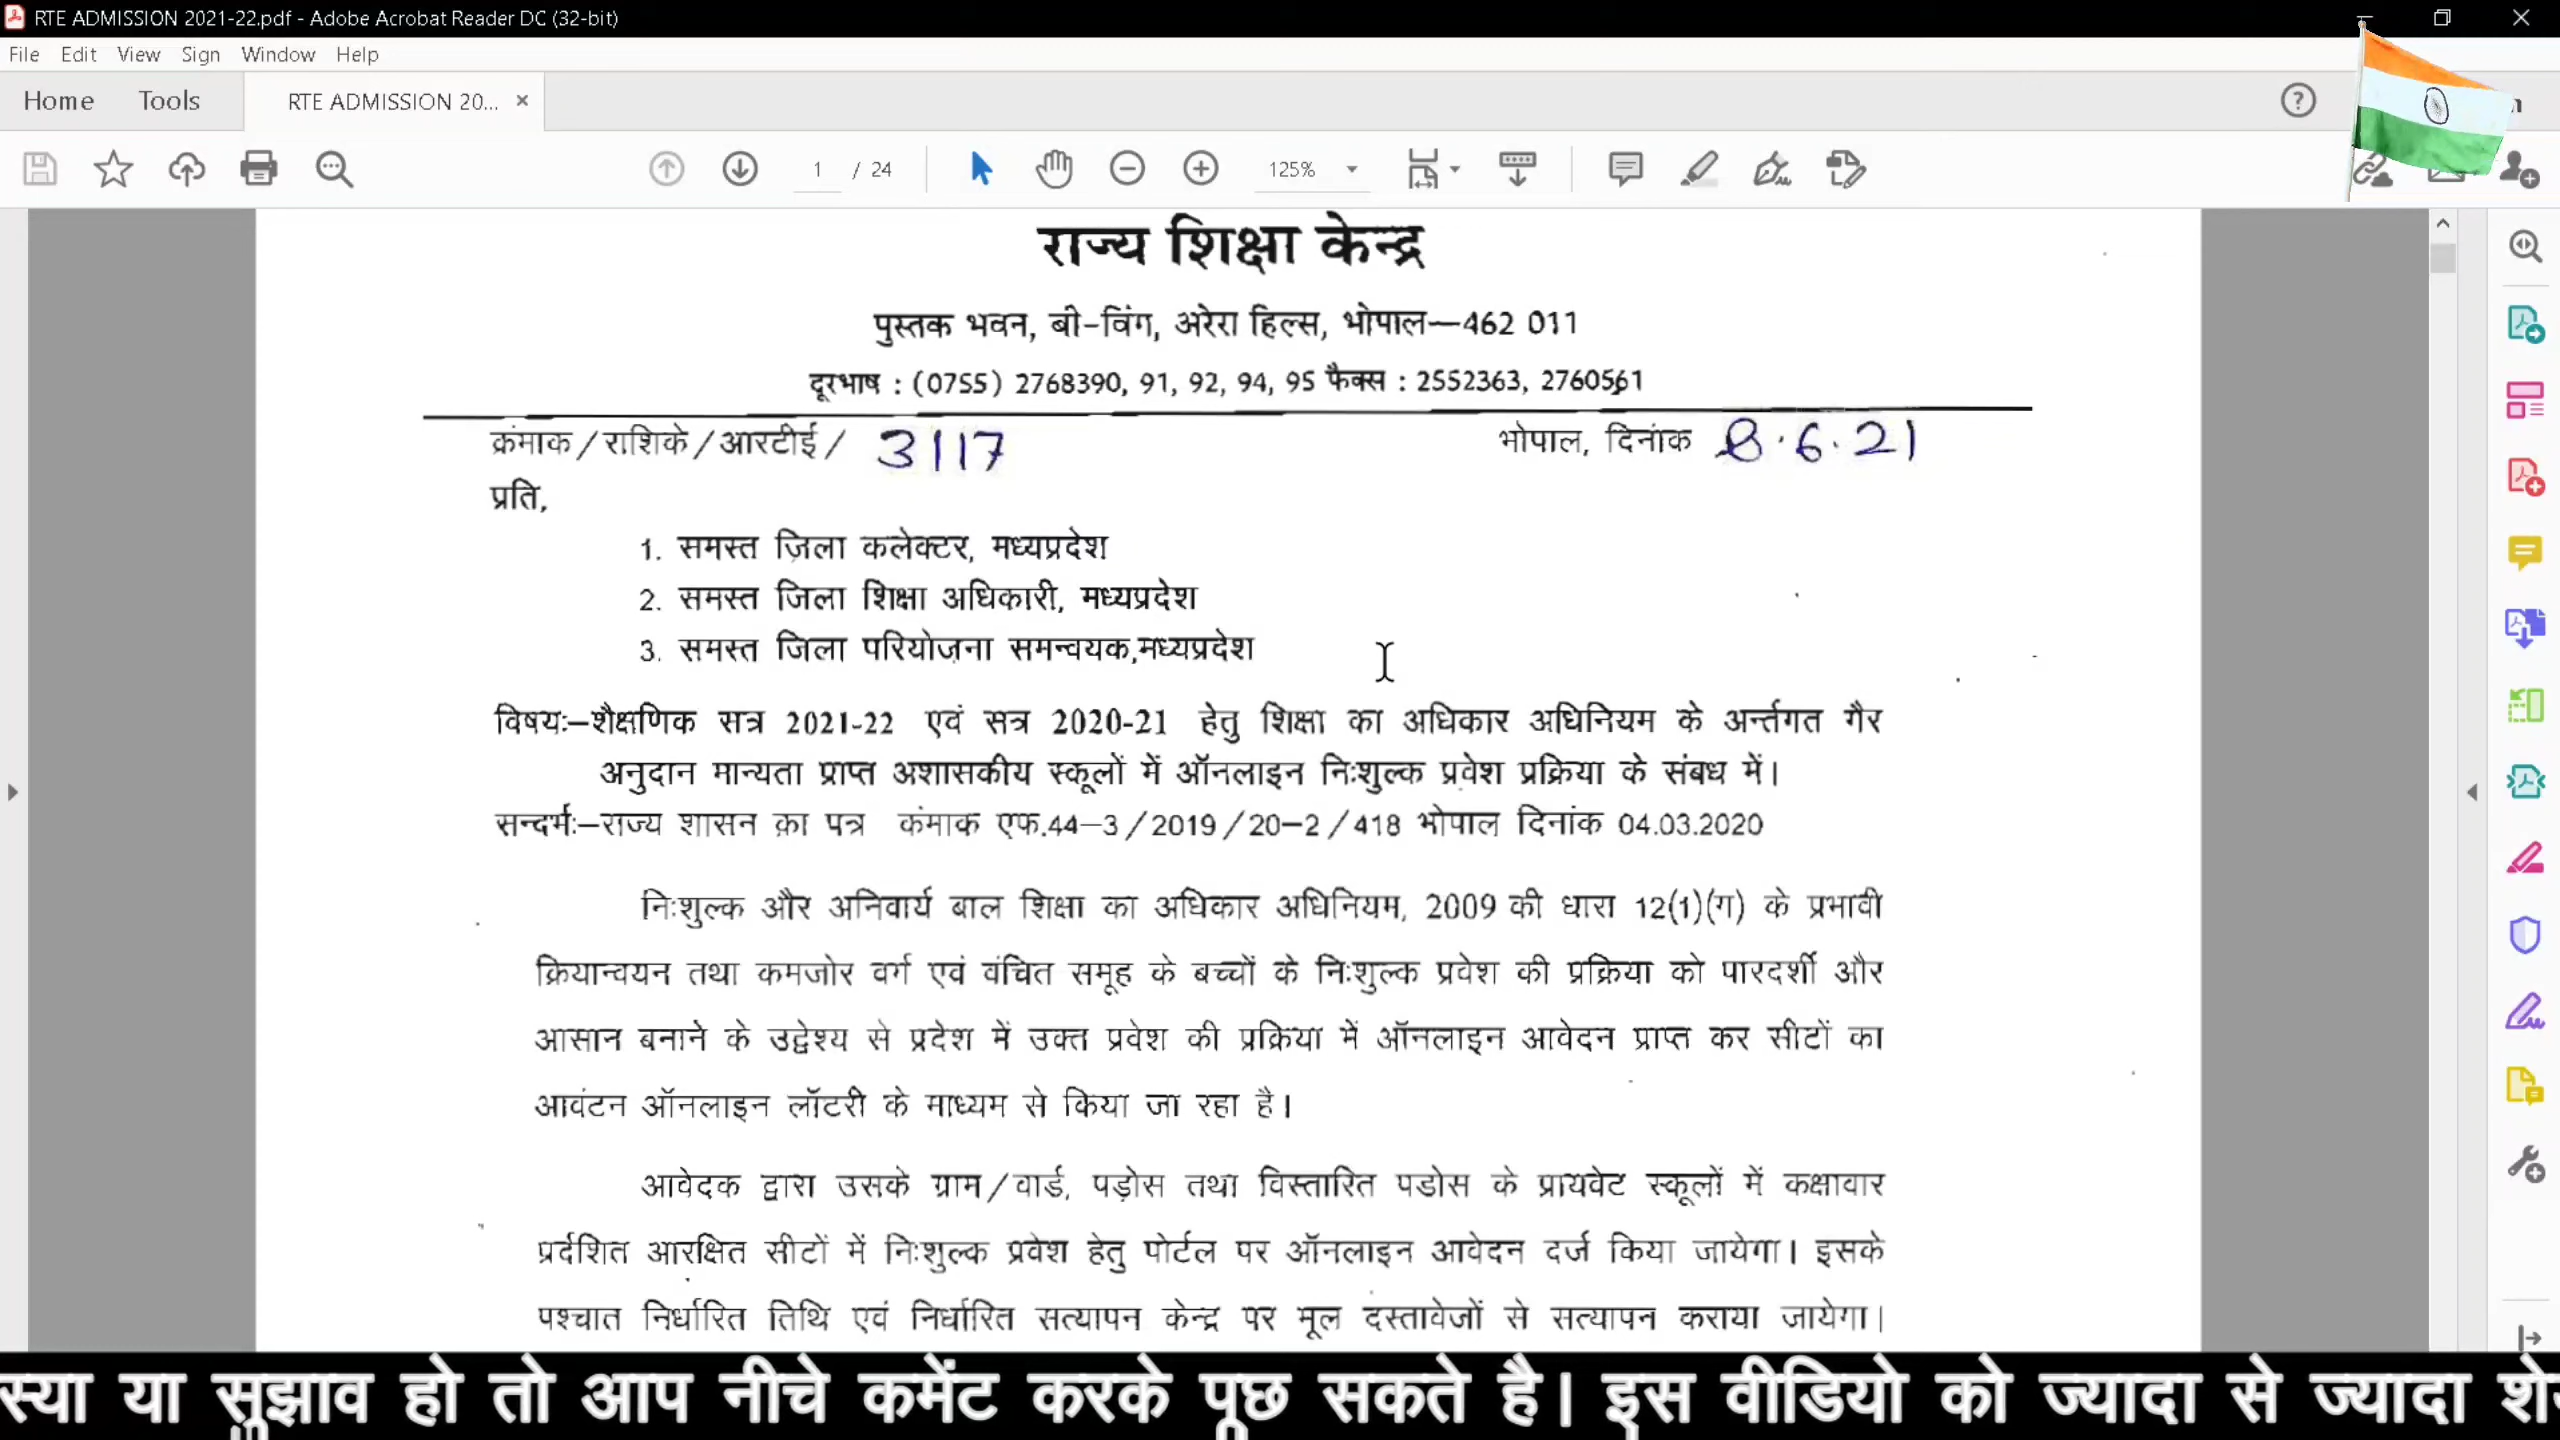 RTE ADMISSION 2021-22.pdf - Adobe Acrobat Reader DC (32-bit)
File Edit View Sign Window Help
Home Tools RTE ADMISSION 20...
1 / 24 125%
राज्य शिक्षा केन्द्र
पुस्तक भवन, बी-विंग, अरेरा हिल्स, भोपाल—462 011
दूरभाष : (0755) 2768390, 91, 92, 94, 95 फैक्स : 2552363, 2760561
क्रंमाक/राशिके/आरटीई/ 3117 भोपाल, दिनांक 8.6.21
प्रति,
1. समस्त ज़िला कलेक्टर, मध्यप्रदेश
2. समस्त जिला शिक्षा अधिकारी, मध्यप्रदेश
3. समस्त जिला परियोजना समन्वयक,मध्यप्रदेश
विषयः–शैक्षणिक सत्र 2021-22 एवं सत्र 2020-21 हेतु शिक्षा का अधिकार अधिनियम के अर्न्तगत गैर
अनुदान मान्यता प्राप्त अशासकीय स्कूलों में ऑनलाइन निःशुल्क प्रवेश प्रक्रिया के संबध में।
सन्दर्भः–राज्य शासन का पत्र कंमाक एफ.44–3/2019/20–2/418 भोपाल दिनांक 04.03.2020
निःशुल्क और अनिवार्य बाल शिक्षा का अधिकार अधिनियम, 2009 की धारा 12(1)(ग) के प्रभावी
क्रियान्वयन तथा कमजोर वर्ग एवं वंचित समूह के बच्चों के निःशुल्क प्रवेश की प्रक्रिया को पारदर्शी और
आसान बनाने के उद्वेश्य से प्रदेश में उक्त प्रवेश की प्रक्रिया में ऑनलाइन आवेदन प्राप्त कर सीटों का
आवंटन ऑनलाइन लॉटरी के माध्यम से किया जा रहा है।
आवेदक द्वारा उसके ग्राम/वार्ड, पड़ोस तथा विस्तारित पडोस के प्रायवेट स्कूलों में कक्षावार
प्रर्दशित आरक्षित सीटों में निःशुल्क प्रवेश हेतु पोर्टल पर ऑनलाइन आवेदन दर्ज किया जायेगा। इसके
पश्चात निर्धारित तिथि एवं निर्धारित सत्यापन केन्द्र पर मूल दस्तावेजों से सत्यापन कराया जायेगा।
स्या या सुझाव हो तो आप नीचे कमेंट करके पूछ सकते है। इस वीडियो को ज्यादा से ज्यादा